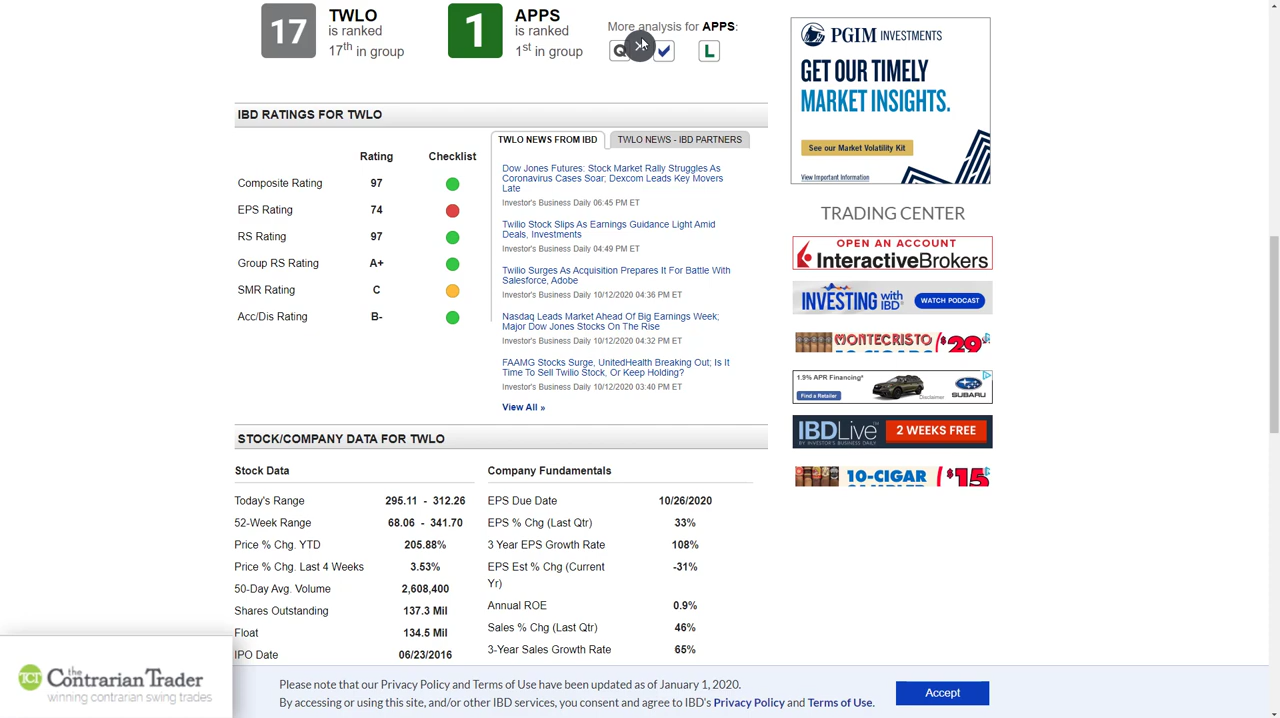 17
TWLO
is ranked
17th in group
1
APPS
is ranked
1st in group
More analysis for APPS:
Q
L
IBD RATINGS FOR TWLO
Rating Checklist
Composite Rating 97
EPS Rating 74
RS Rating 97
Group RS Rating A+
SMR Rating C
Acc/Dis Rating B-
TWLO NEWS FROM IBD
TWLO NEWS - IBD PARTNERS
Dow Jones Futures: Stock Market Rally Struggles As
Coronavirus Cases Soar; Dexcom Leads Key Movers
Late
Investor's Business Daily 06:45 PM ET
Twilio Stock Slips As Earnings Guidance Light Amid
Deals, Investments
Investor's Business Daily 04:49 PM ET
Twilio Surges As Acquisition Prepares It For Battle With
Salesforce, Adobe
Investor's Business Daily 10/12/2020 04:36 PM ET
Nasdaq Leads Market Ahead Of Big Earnings Week;
Major Dow Jones Stocks On The Rise
Investor's Business Daily 10/12/2020 04:32 PM ET
FAAMG Stocks Surge, UnitedHealth Breaking Out; Is It
Time To Sell Twilio Stock, Or Keep Holding?
Investor's Business Daily 10/12/2020 03:40 PM ET
View All »
STOCK/COMPANY DATA FOR TWLO
Stock Data
Today's Range 295.11 - 312.26
52-Week Range 68.06 - 341.70
Price % Chg. YTD 205.88%
Price % Chg. Last 4 Weeks 3.53%
50-Day Avg. Volume 2,608,400
Shares Outstanding 137.3 Mil
Float 134.5 Mil
IPO Date 06/23/2016
Company Fundamentals
EPS Due Date 10/26/2020
EPS % Chg (Last Qtr) 33%
3 Year EPS Growth Rate 108%
EPS Est % Chg (Current -31%
Yr)
Annual ROE 0.9%
Sales % Chg (Last Qtr) 46%
3-Year Sales Growth Rate 65%
PGIM INVESTMENTS
GET OUR TIMELY
MARKET INSIGHTS.
See our Market Volatility Kit
View Important Information
TRADING CENTER
OPEN AN ACCOUNT
InteractiveBrokers
INVESTING with IBD
WATCH PODCAST
MONTECRISTO $29
10 CIGARS
1.9% APR Financing*
Find a Retailer
Disclaimer
SUBARU
IBDLive
BY INVESTOR'S BUSINESS DAILY
2 WEEKS FREE
10-CIGAR $15
SAMPLER
TCT the
Contrarian Trader
winning contrarian swing trades
Please note that our Privacy Policy and Terms of Use have been updated as of January 1, 2020.
By accessing or using this site, and/or other IBD services, you consent and agree to IBD's Privacy Policy and Terms of Use.
Accept